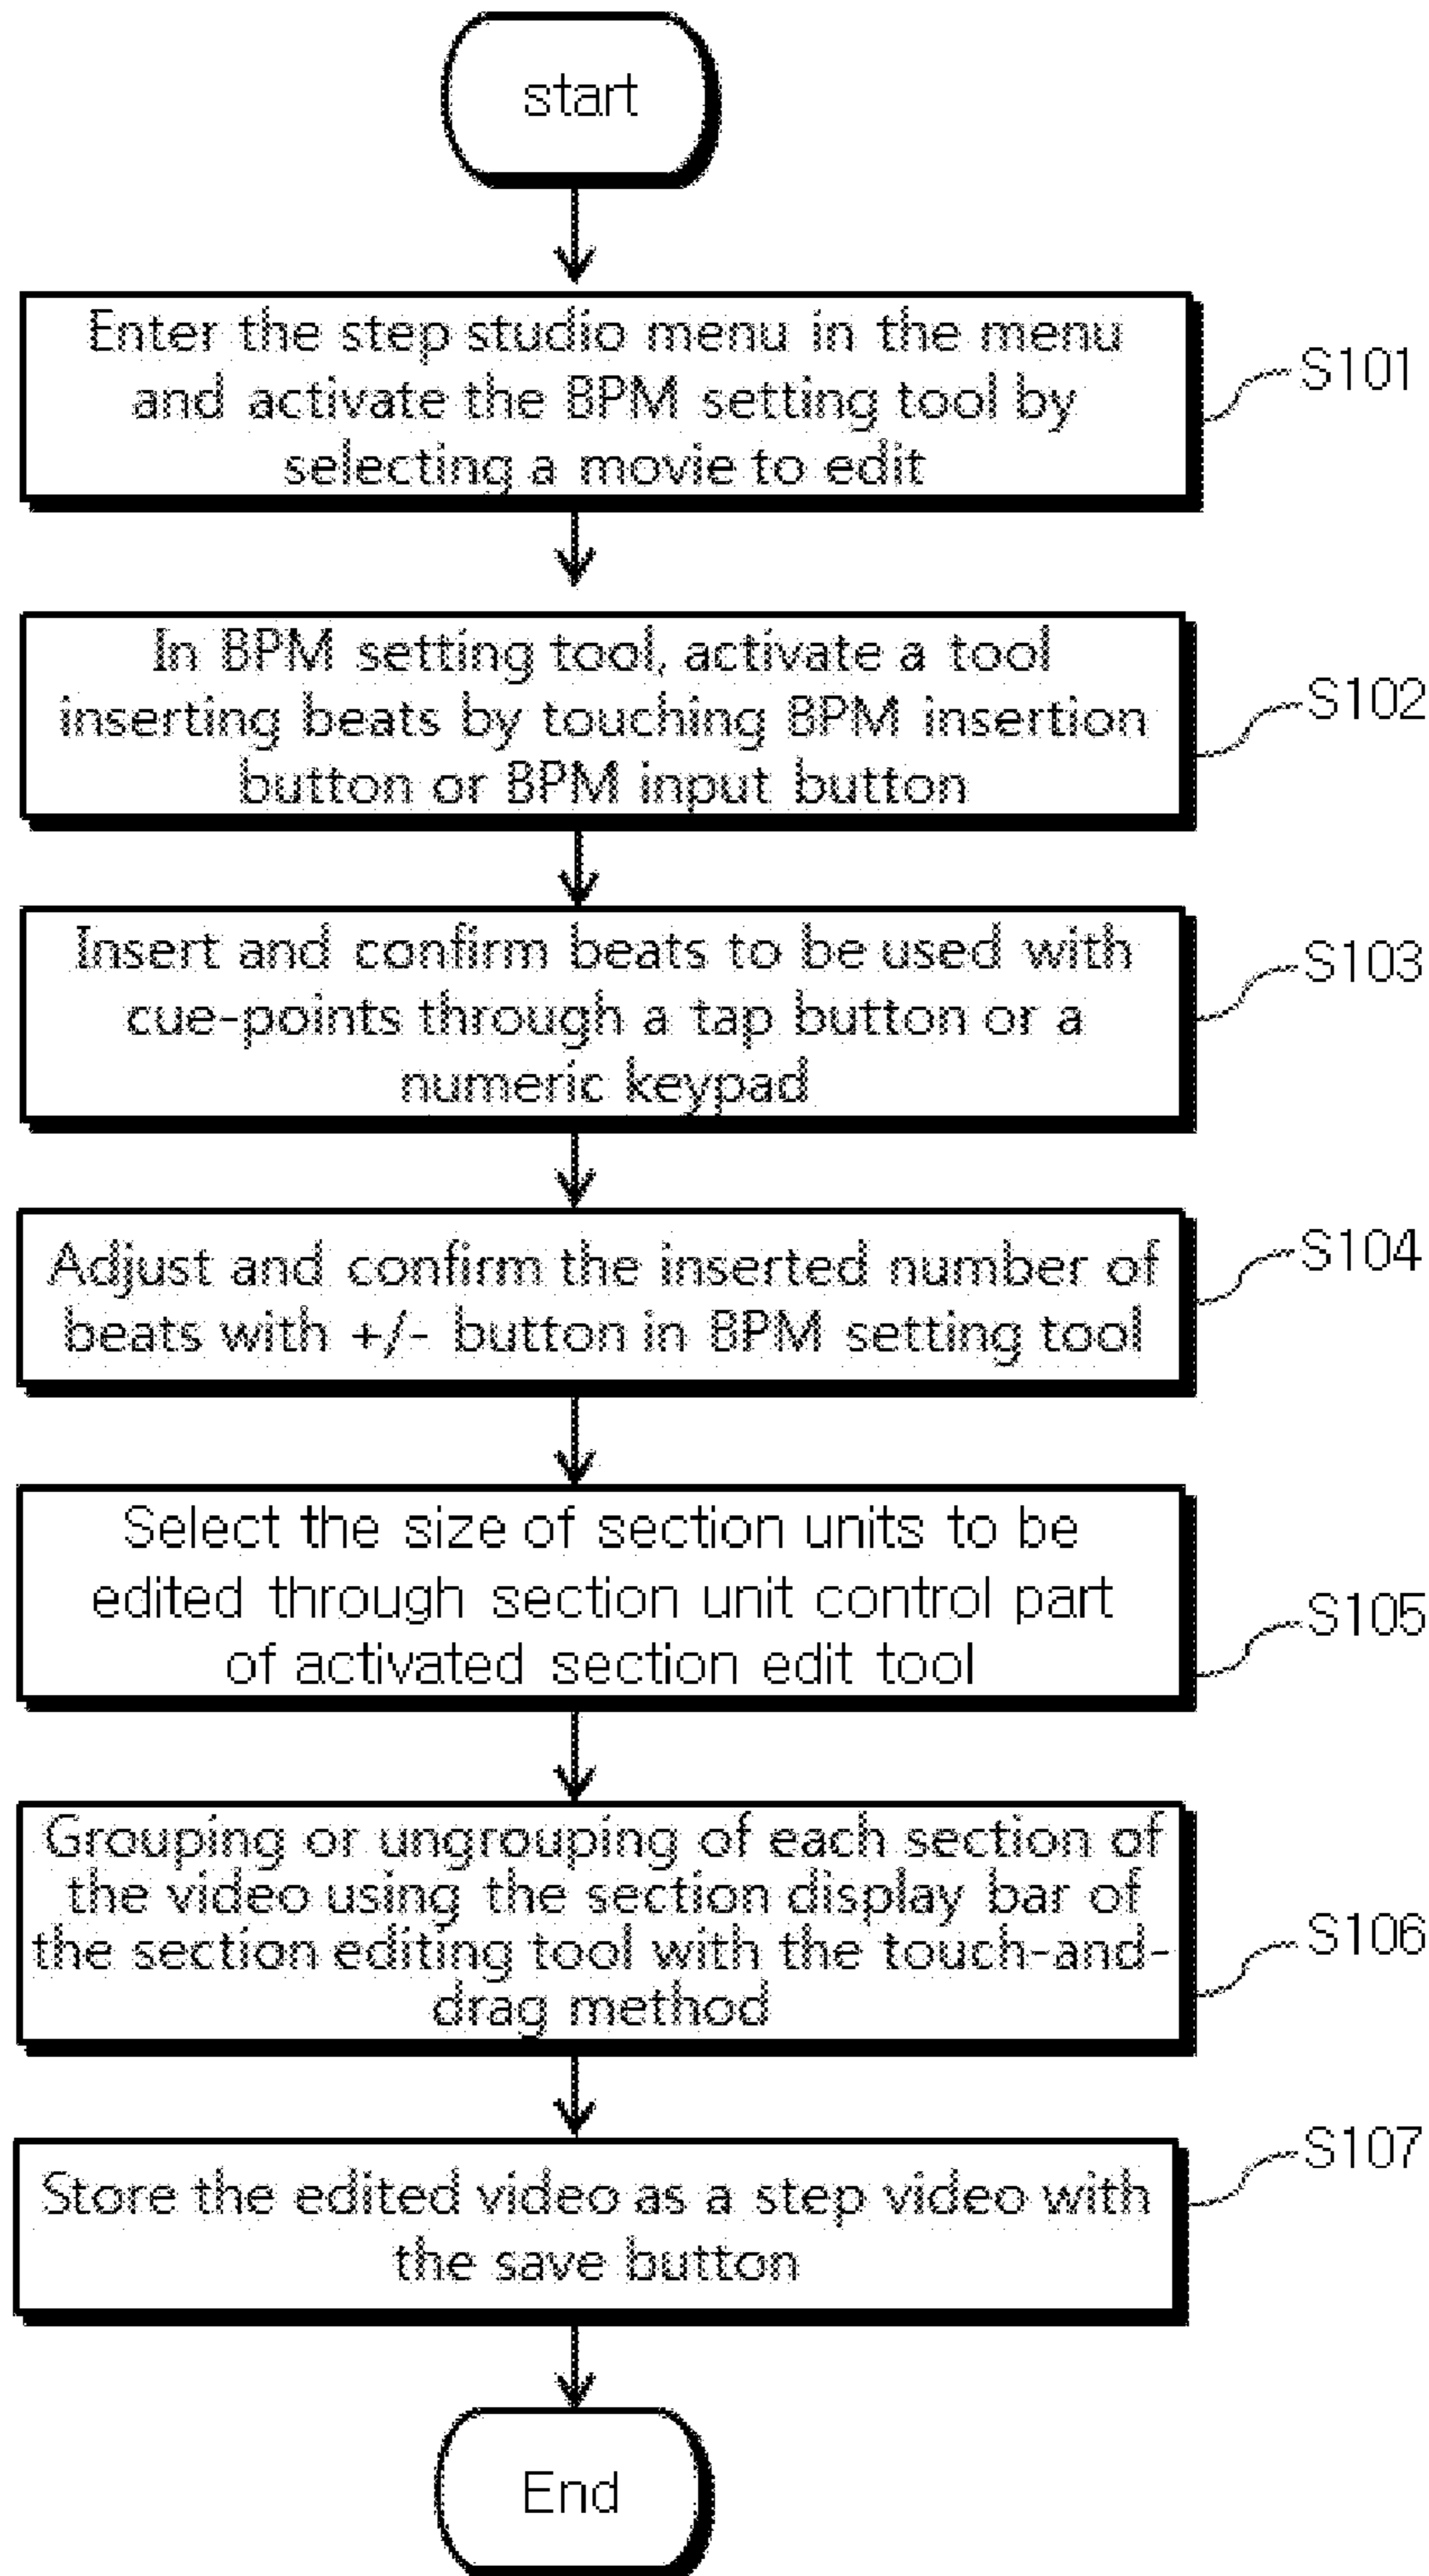 start
Enter the step studio menu in the menu
and activate the BPM setting tool by
selecting a movie to edit
S101
In BPM setting tool, activate a tool
inserting beats by touching BPM insertion
button or BPM input button
S102
Insert and confirm beats to be used with
cue-points through a tap button or a
numeric keypad
S103
Adjust and confirm the inserted number of
beats with +/- button in BPM setting tool
S104
Select the size of section units to be
edited through section unit control part
of activated section edit tool
S105
Grouping or ungrouping of each section of
the video using the section display bar of
the section editing tool with the touch-and-
drag method
S106
Store the edited video as a step video with
the save button
S107
End